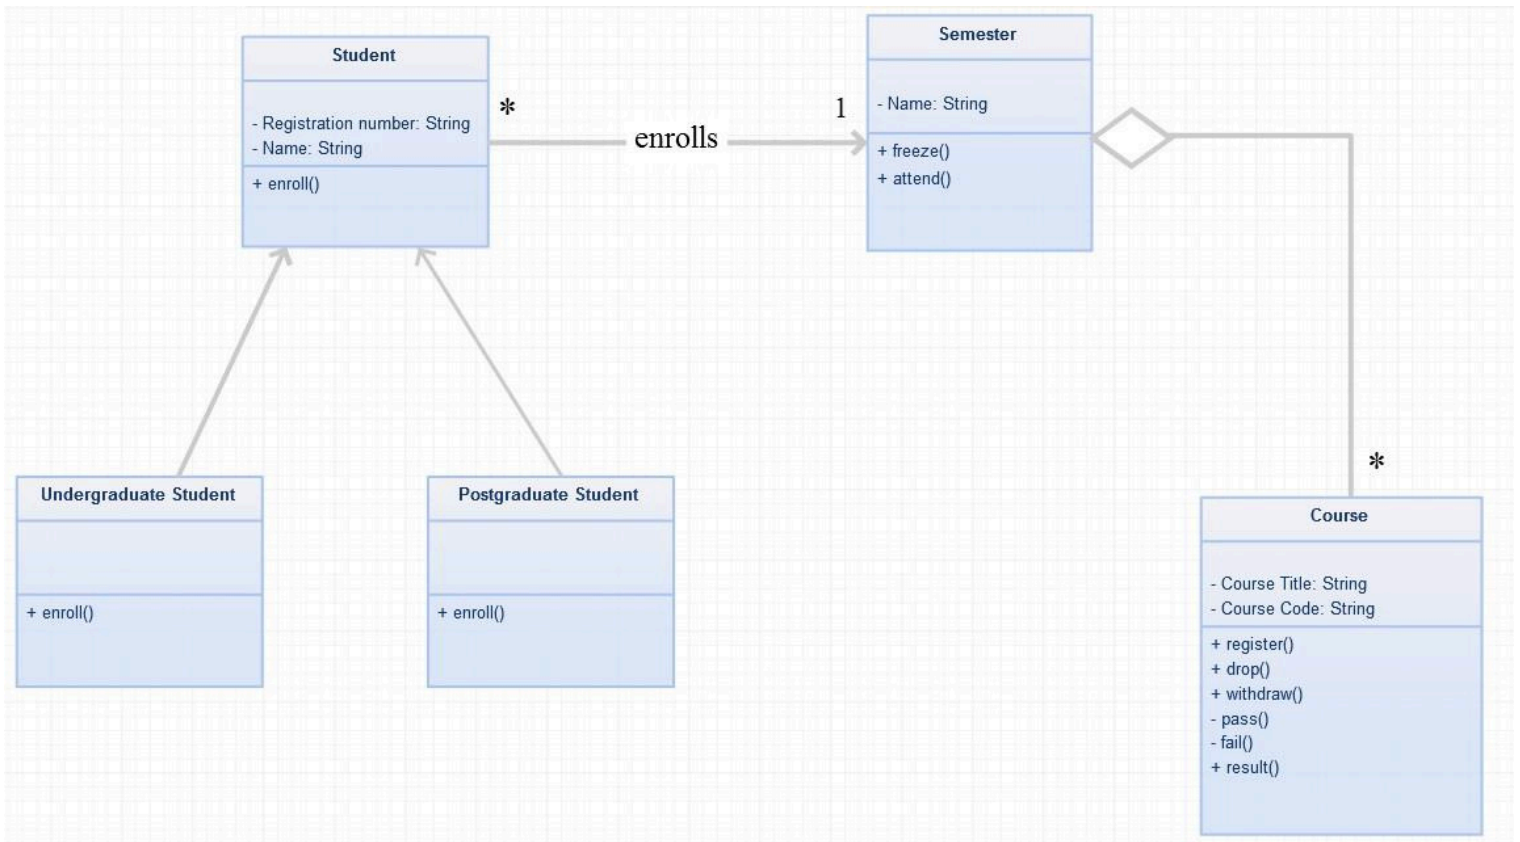 Student
- Registration number: String
- Name: String
+ enroll()
*
enrolls
1
Semester
- Name: String
+ freeze()
+ attend()
*
Undergraduate Student
+ enroll()
Postgraduate Student
+ enroll()
Course
- Course Title: String
- Course Code: String
+ register()
+ drop()
+ withdraw()
- pass()
- fail()
+ result()